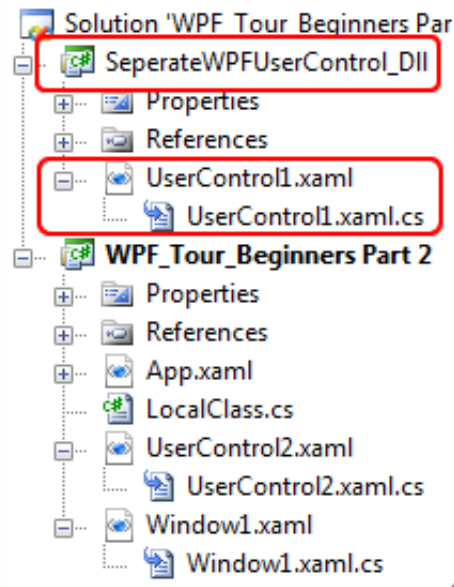 Solution 'WPF_Tour_Beginners Par
SeperateWPFUserControl_Dll
Properties
References
UserControl1.xaml
UserControl1.xaml.cs
WPF_Tour_Beginners Part 2
Properties
References
App.xaml
LocalClass.cs
UserControl2.xaml
UserControl2.xaml.cs
Window1.xaml
Window1.xaml.cs